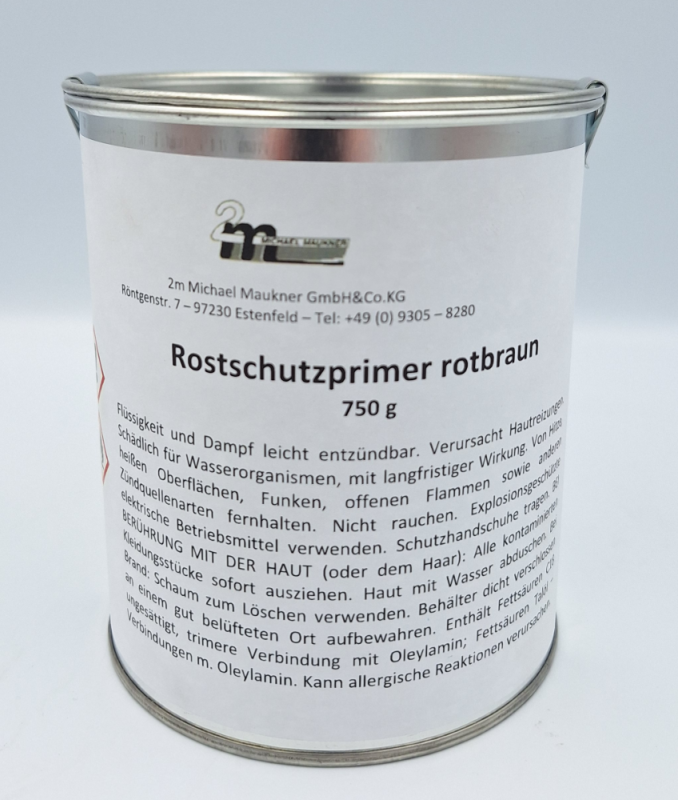 2m
MICHAEL MAUKNER
2m Michael Maukner GmbH&Co.KG
Röntgenstr. 7 – 97230 Estenfeld – Tel: +49 (0) 9305 – 8280
Rostschutzprimer rotbraun
750 g
Flüssigkeit und Dampf leicht entzündbar. Verursacht Hautreizungen.
Schädlich für Wasserorganismen, mit langfristiger Wirkung. Von Hitze
heißen Oberflächen, Funken, offenen Flammen sowie anderen
Zündquellenarten fernhalten. Nicht rauchen. Explosionsgeschützte
elektrische Betriebsmittel verwenden. Schutzhandschuhe tragen. Bei
BERÜHRUNG MIT DER HAUT (oder dem Haar): Alle kontaminierten
Kleidungsstücke sofort ausziehen. Haut mit Wasser abduschen. Bei
Brand: Schaum zum Löschen verwenden. Behälter dicht verschlossen
an einem gut belüfteten Ort aufbewahren. Enthält Fettsäuren C18
ungesättigt, trimere Verbindung mit Oleylamin; Fettsäuren Tallöl –
Verbindungen m. Oleylamin. Kann allergische Reaktionen verursachen.